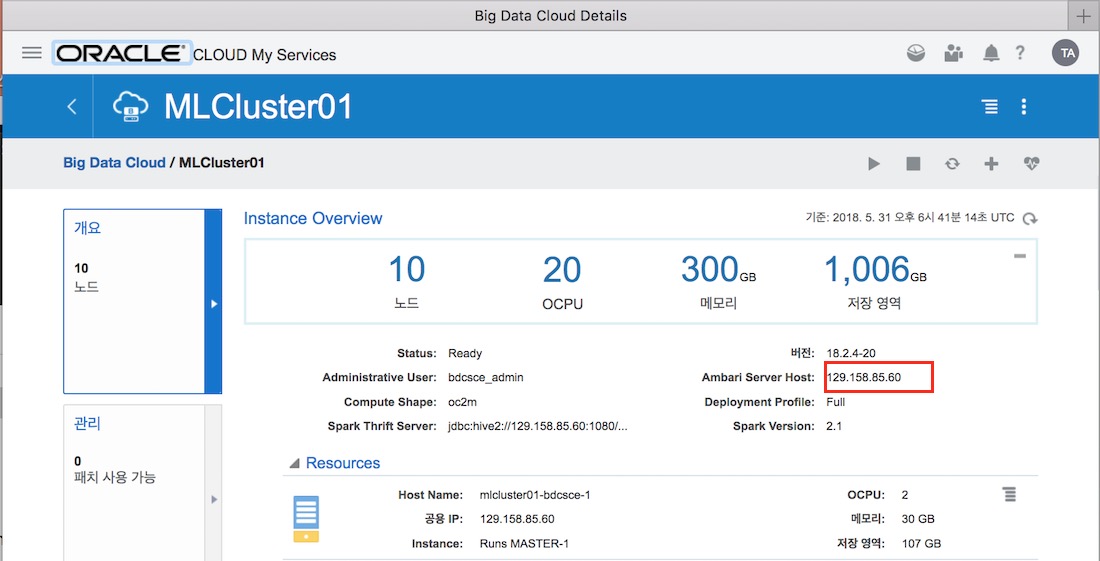 Big Data Cloud Details
ORACLE® CLOUD My Services
TA
MLCluster01
Big Data Cloud / MLCluster01
개요
10
노드
관리
0
패치 사용 가능
Instance Overview
기준: 2018. 5. 31 오후 6시 41분 14초 UTC
10 20 300GB 1,006GB
노드 OCPU 메모리 저장 영역
Status: Ready 버전: 18.2.4-20
Administrative User: bdcsce_admin Ambari Server Host: 129.158.85.60
Compute Shape: oc2m Deployment Profile: Full
Spark Thrift Server: jdbc:hive2://129.158.85.60:1080/... Spark Version: 2.1
Resources
Host Name: mlcluster01-bdcsce-1 OCPU: 2
공용 IP: 129.158.85.60 메모리: 30 GB
Instance: Runs MASTER-1 저장 영역: 107 GB